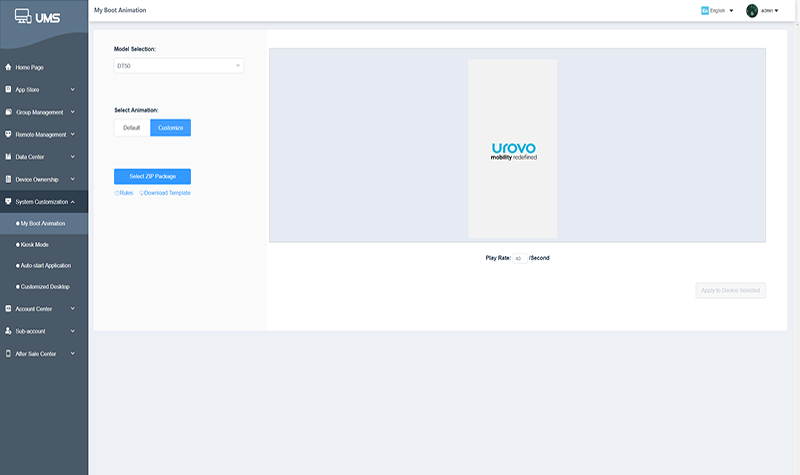 UMS
My Boot Animation
En English
admin
Home Page
App Store
Group Management
Remote Management
Data Center
Device Ownership
System Customization
My Boot Animation
Kiosk Mode
Auto-start Application
Customized Desktop
Account Center
Sub-account
After Sale Center
Model Selection:
DT50
Select Animation:
Default Customize
Select ZIP Package
Rules Download Template
urovo
mobility redefined
Play Rate: 40 /Second
Apply to Device Selected